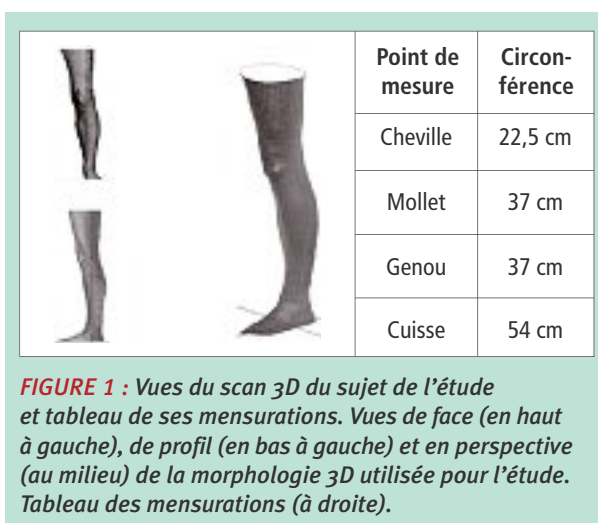 Point de mesure
Circon-férence
Cheville 22,5 cm
Mollet 37 cm
Genou 37 cm
Cuisse 54 cm
FIGURE 1 : Vues du scan 3D du sujet de l'étude
et tableau de ses mensurations. Vues de face (en haut
à gauche), de profil (en bas à gauche) et en perspective
(au milieu) de la morphologie 3D utilisée pour l'étude.
Tableau des mensurations (à droite).